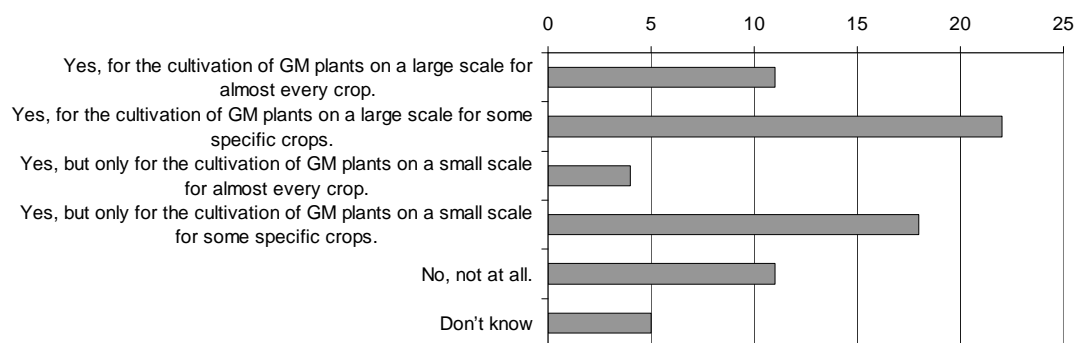 0 5 10 15 20 25
Yes, for the cultivation of GM plants on a large scale for
almost every crop.
Yes, for the cultivation of GM plants on a large scale for some
specific crops.
Yes, but only for the cultivation of GM plants on a small scale
for almost every crop.
Yes, but only for the cultivation of GM plants on a small scale
for some specific crops.
No, not at all.
Don't know